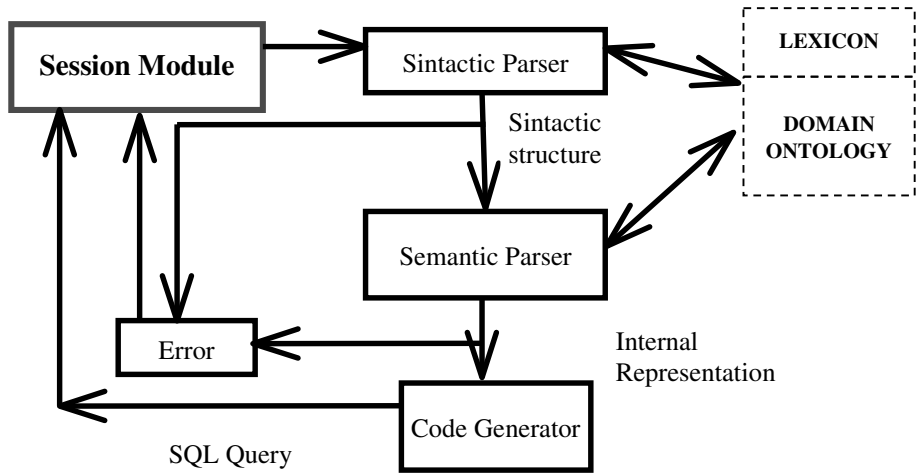 Session Module
Sintactic Parser
LEXICON
DOMAIN
ONTOLOGY
Sintactic
structure
Semantic Parser
Error
Internal
Representation
Code Generator
SQL Query